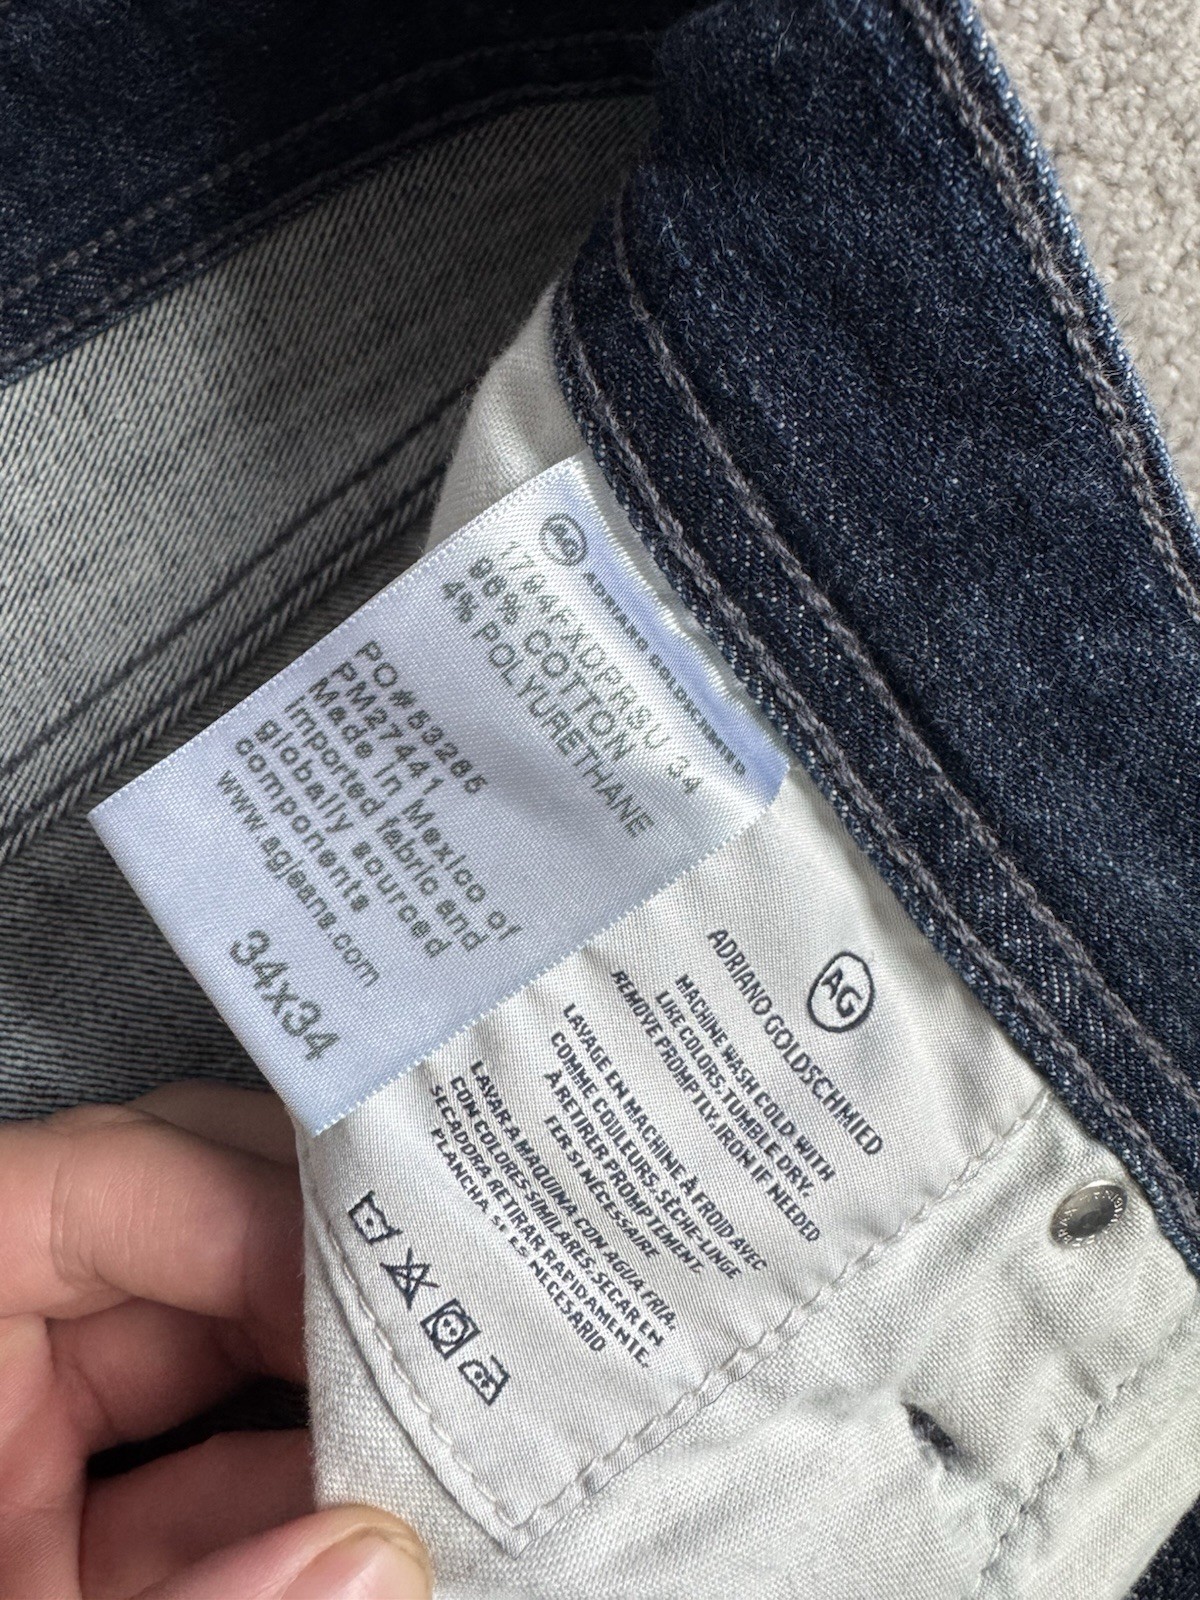 AG ADRIANO GOLDSCHMIED
1794FXDPRSV 34
96% COTTON
4% POLYURETHANE
PO#53286
PM27441
Made in Mexico of
imported fabric and
globally sourced
components
www.agjeans.com
34x34
AG
ADRIANO GOLDSCHMIED
MACHINE WASH COLD WITH
LIKE COLORS. TUMBLE DRY.
REMOVE PROMPTLY. IRON IF NEEDED
LAVAGE EN MACHINE À FROID AVEC
COMME COULEURS. SÈCHE-LINGE
À RETIRER PROMPTEMENT.
FER SI NÉCESSAIRE
LAVAR A MAQUINA CON AGUA FRIA.
CON COLORES SIMILARES. SECAR EN
SECADORA RETIRAR RAPIDAMENTE.
PLANCHA SI ES NECESARIO